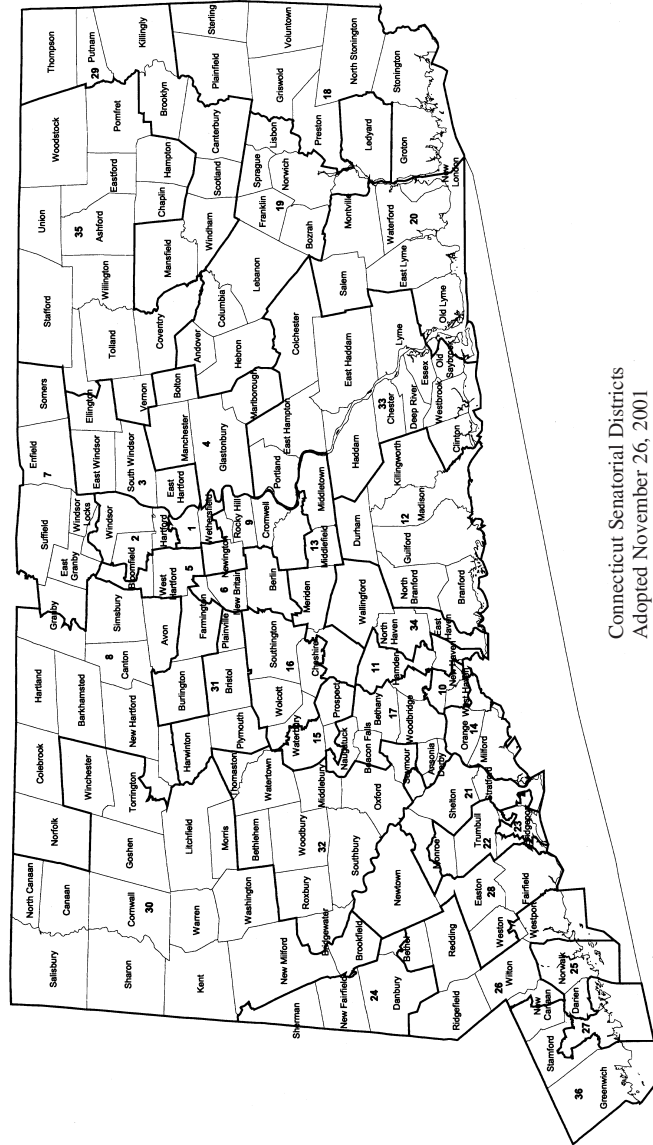 Salisbury
North Canaan
Canaan
Norfolk
Colebrook
Hartland
Granby
East
Granby
Suffield
Enfield
7
Somers
Stafford
Union
Woodstock
Thompson
Putnam
29
Killingly
Sharon
Cornwall
30
Goshen
Winchester
Torrington
Barkhamsted
New Hartford
8
Canton
Simsbury
Windsor
Locks
Windsor
2
Bloomfield
East Windsor
South Windsor
3
Ellington
Vernon
Tolland
Willington
35
Ashford
Eastford
Pomfret
Brooklyn
Kent
Warren
Litchfield
Morris
Harwinton
Burlington
Avon
West
Hartford
5
Hartford
1
East
Hartford
Manchester
Bolton
Coventry
Mansfield
Chaplin
Hampton
Canterbury
Scotland
Windham
Plainfield
Sterling
Washington
Bethlehem
Thomaston
Watertown
Plymouth
31
Bristol
Farmington
Plainville
6
New Britain
Newington
Wethersfield
Rocky Hill
9
Cromwell
4
Glastonbury
Andover
Columbia
Hebron
Marlborough
Lebanon
Franklin
19
Sprague
Norwich
Bozrah
Lisbon
Griswold
Voluntown
Preston
18
North Stonington
New Milford
Roxbury
Woodbury
32
Middlebury
Waterbury
15
Wolcott
Southington
16
Cheshire
Berlin
Meriden
Middletown
13
Middlefield
Portland
East Hampton
Colchester
Salem
Montville
Ledyard
Stonington
Sherman
New Fairfield
24
Danbury
Bridgewater
Brookfield
Bethel
Newtown
Southbury
Oxford
Naugatuck
Beacon Falls
Prospect
Bethany
17
Woodbridge
Seymour
Ansonia
Derby
11
Hamden
North
Haven
34
Wallingford
Durham
Haddam
East Haddam
Lyme
33
Chester
Deep River
Essex
Westbrook
Old
Saybrook
Old Lyme
East Lyme
Waterford
20
New
London
Groton
Ridgefield
Redding
Monroe
Shelton
21
Stratford
Trumbull
22
23
Bridgeport
Easton
28
Fairfield
Weston
Westport
Wilton
26
Orange
14
Milford
West Haven
10
New Haven
East
Haven
North
Branford
Branford
Guilford
12
Madison
Killingworth
Clinton
New
Canaan
Norwalk
25
Darien
27
Stamford
36
Greenwich
Connecticut Senatorial Districts
Adopted November 26, 2001